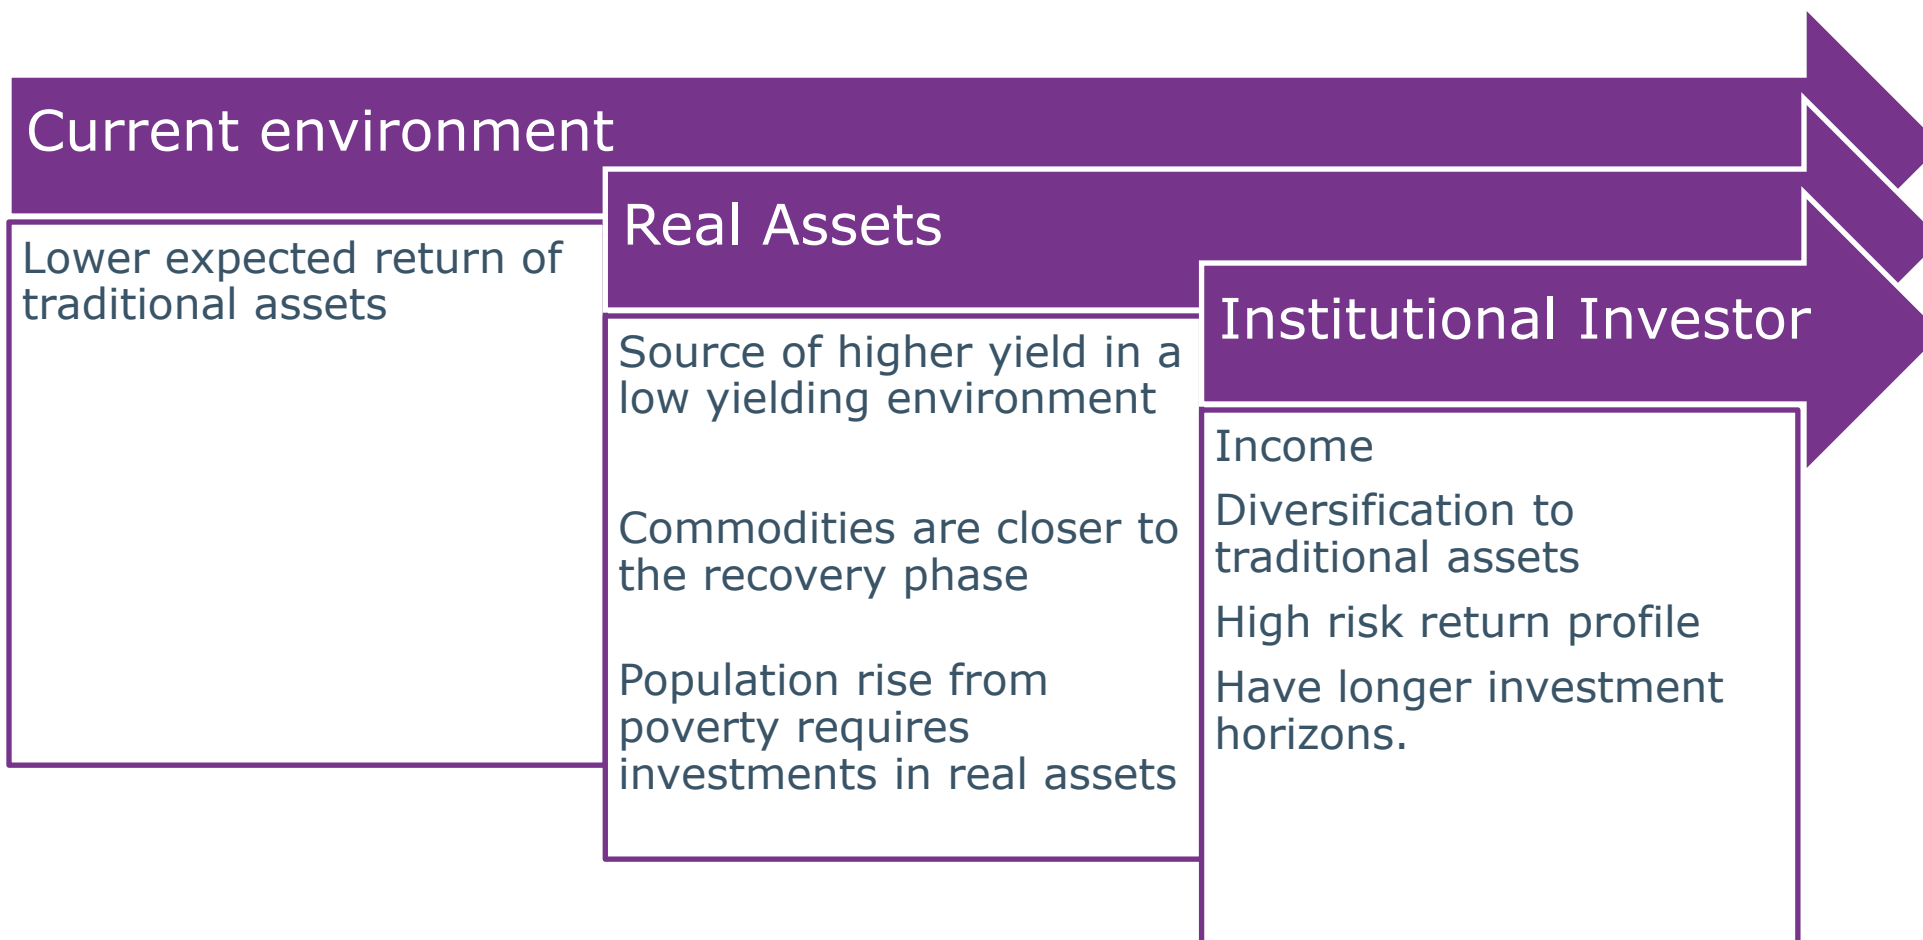 Current environment
Lower expected return of
traditional assets
Real Assets
Source of higher yield in a
low yielding environment
Commodities are closer to
the recovery phase
Population rise from
poverty requires
investments in real assets
Institutional Investor
Income
Diversification to
traditional assets
High risk return profile
Have longer investment
horizons.